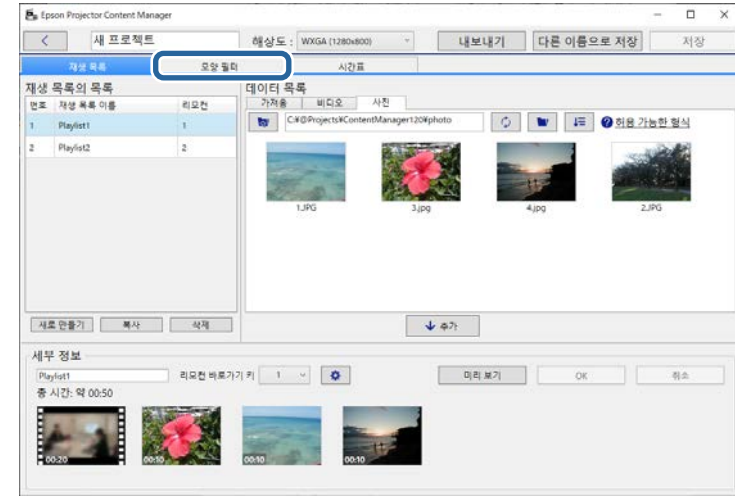 Epson Projector Content Manager
새 프로젝트
해상도 : WXGA (1280x800)
내보내기
다른 이름으로 저장
저장
재생 목록
모양 필터
시간표
재생 목록의 목록
번호 재생 목록 이름 리모컨
1 Playlist1 1
2 Playlist2 2
새로 만들기
복사
삭제
데이터 목록
가져옴 비디오 사진
C:₩@Projects₩ContentManager120₩photo
허용 가능한 형식
1.JPG
3.jpg
4.jpg
2.JPG
추가
세부 정보
Playlist1
리모컨 바로가기 키 1
미리 보기
OK
취소
총 시간: 약 00:50
00:20
00:10
00:10
00:10